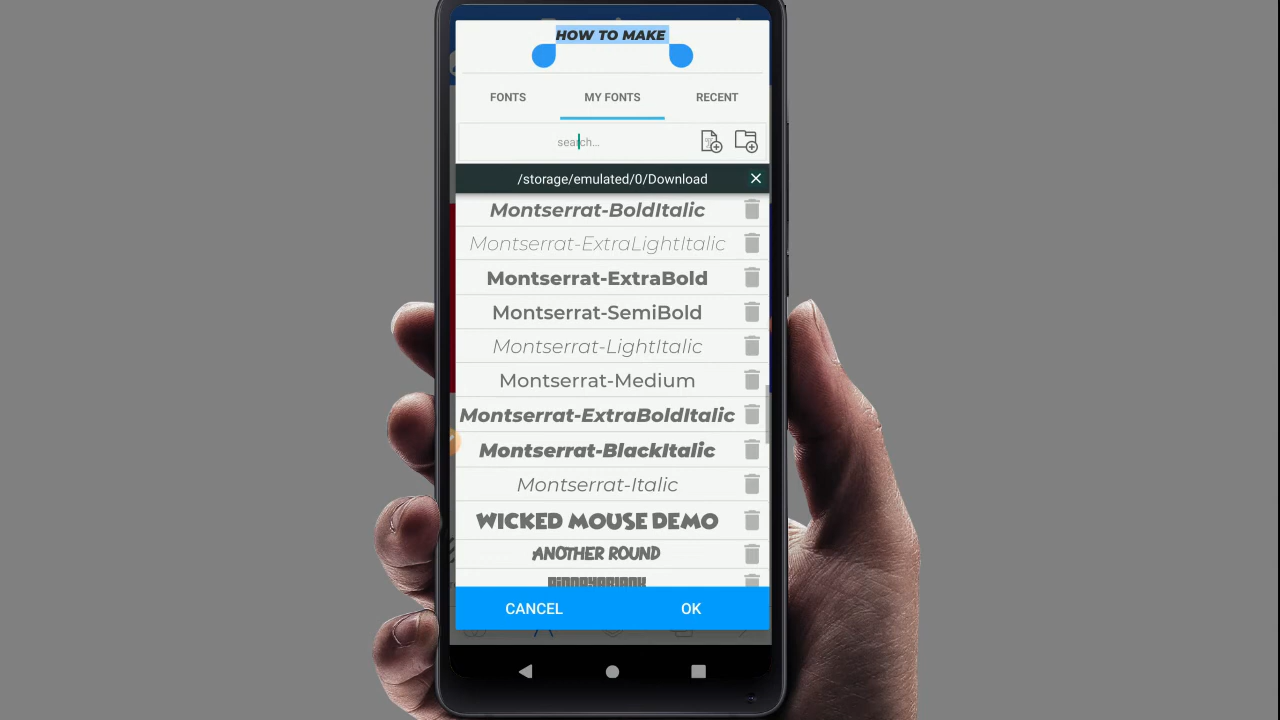 HOW TO MAKE
FONTS MY FONTS RECENT
search...
/storage/emulated/0/Download
Montserrat-BoldItalic
Montserrat-ExtraLightItalic
Montserrat-ExtraBold
Montserrat-SemiBold
Montserrat-LightItalic
Montserrat-Medium
Montserrat-ExtraBoldItalic
Montserrat-BlackItalic
Montserrat-Italic
WICKED MOUSE DEMO
ANOTHER ROUND
CANCEL OK